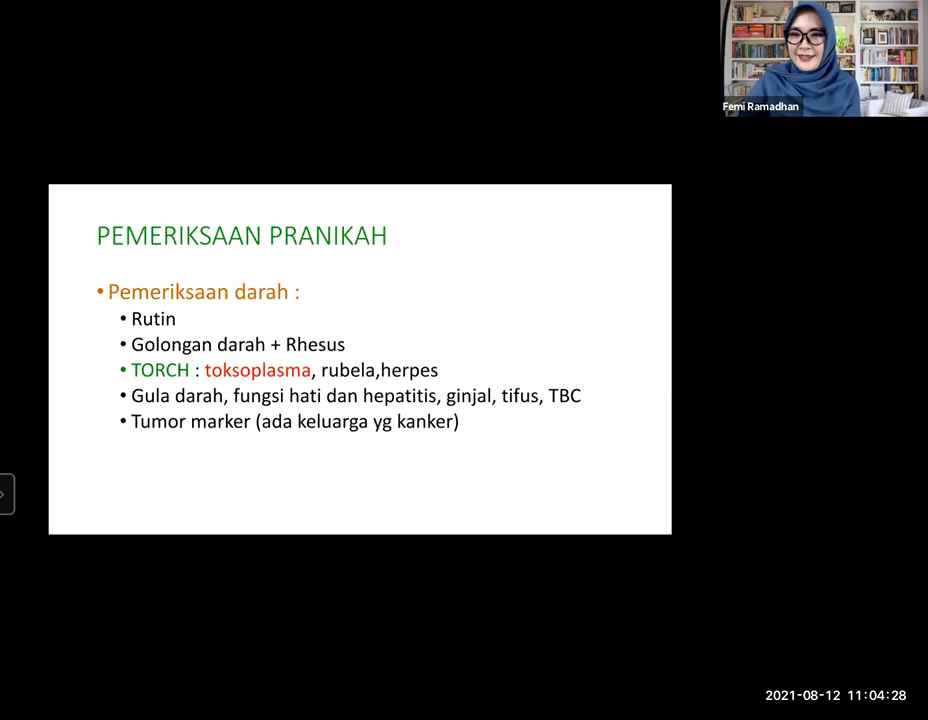 Femi Ramadhan
PEMERIKSAAN PRANIKAH
•Pemeriksaan darah :
• Rutin
• Golongan darah + Rhesus
• TORCH : toksoplasma, rubela,herpes
• Gula darah, fungsi hati dan hepatitis, ginjal, tifus, TBC
• Tumor marker (ada keluarga yg kanker)
2021-08-12 11:04:28